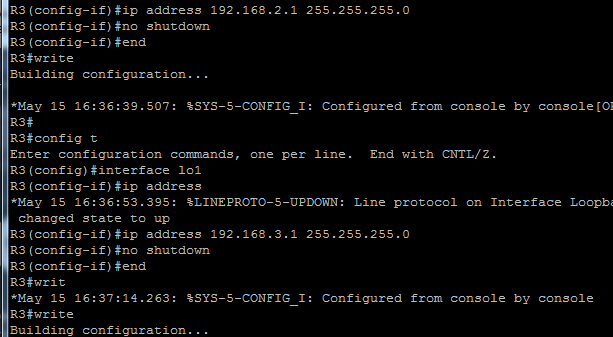 R3(config-if)#ip address 192.168.2.1 255.255.255.0
R3(config-if)#no shutdown
R3(config-if)#end
R3#write
Building configuration...
*May 15 16:36:39.507: %SYS-5-CONFIG_I: Configured from console by console[O
R3#
R3#config t
Enter configuration commands, one per line.  End with CNTL/Z.
R3(config)#interface lo1
R3(config-if)#ip address
*May 15 16:36:53.395: %LINEPROTO-5-UPDOWN: Line protocol on Interface Loopba
 changed state to up
R3(config-if)#ip address 192.168.3.1 255.255.255.0
R3(config-if)#no shutdown
R3(config-if)#end
R3#writ
*May 15 16:37:14.263: %SYS-5-CONFIG_I: Configured from console by console
R3#write
Building configuration...